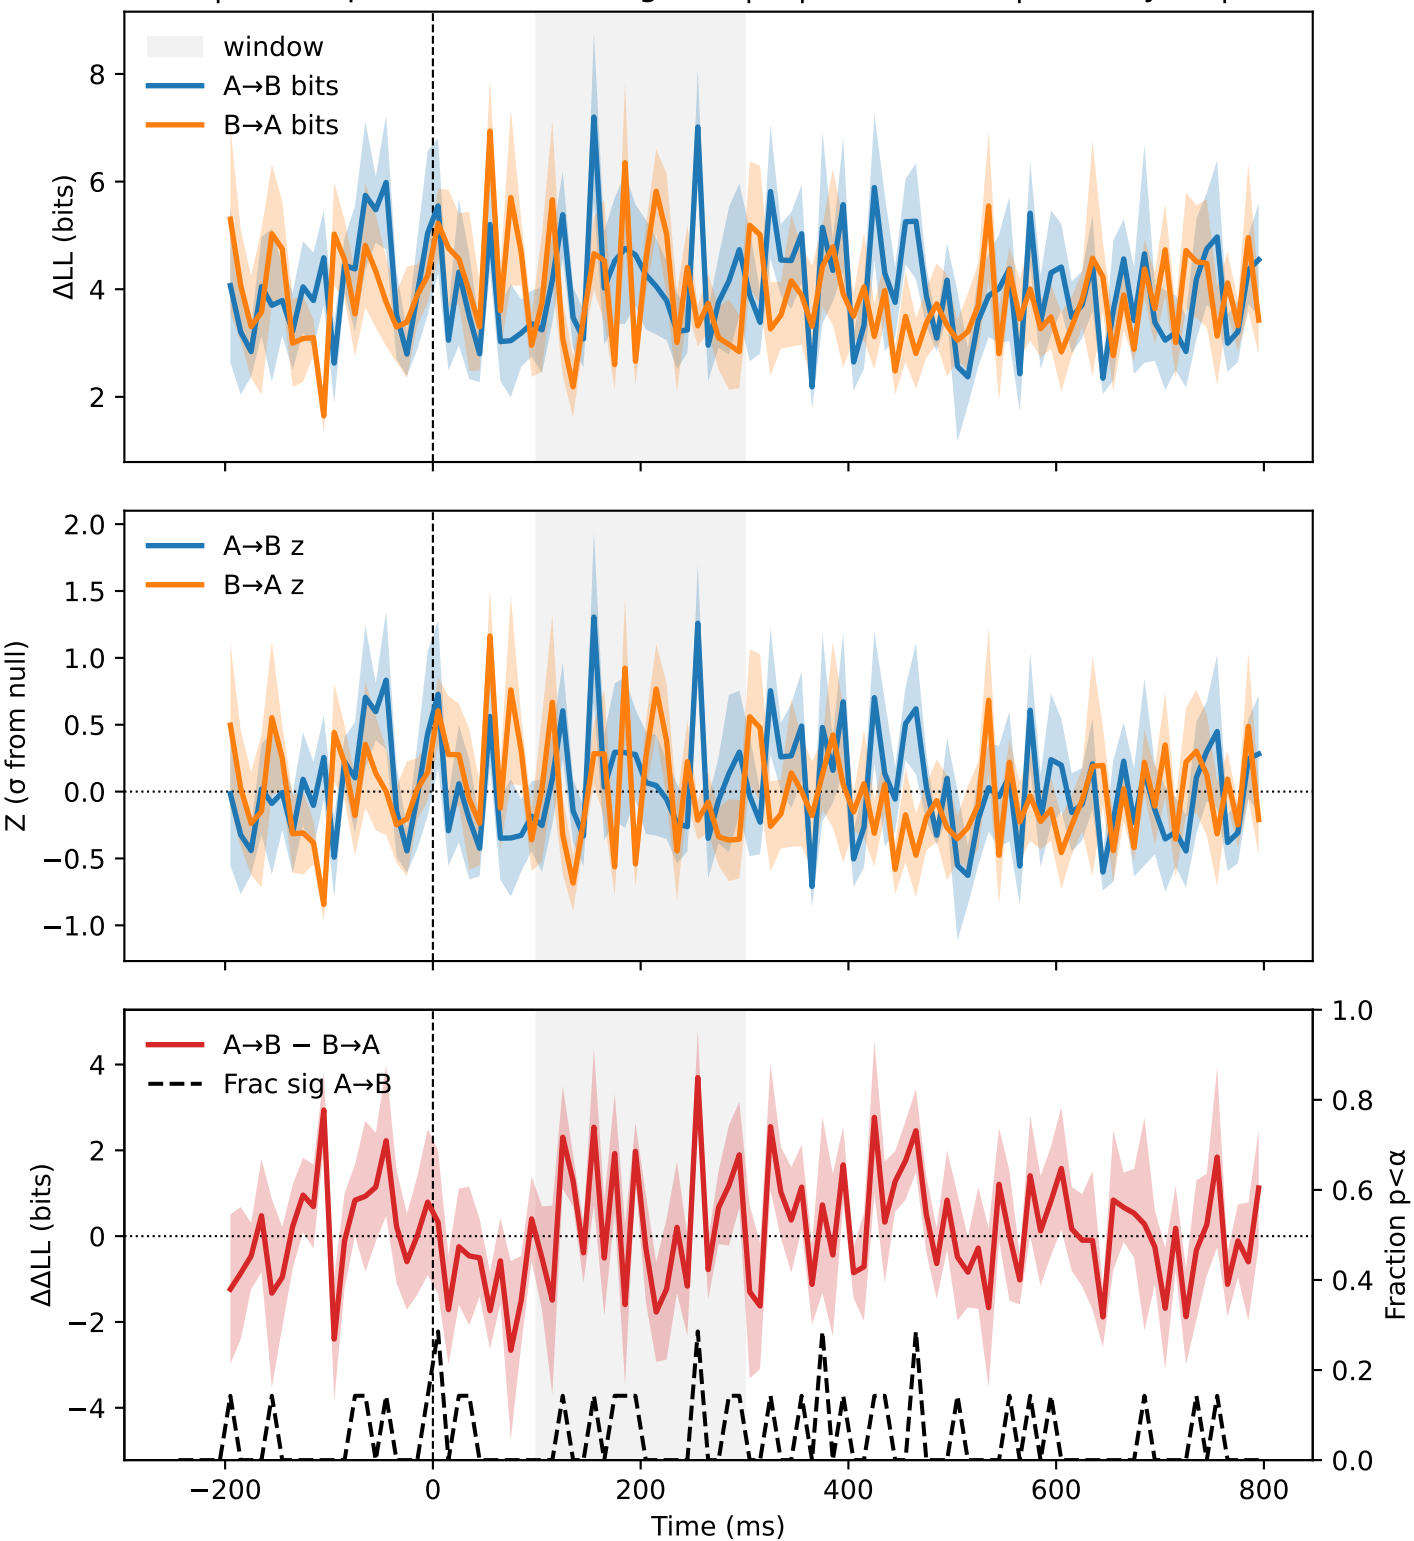 window
A→B bits
B→A bits
8
6
4
2
ΔLL (bits)
A→B z
B→A z
2.0
1.5
1.0
0.5
0.0
−0.5
−1.0
Z (σ from null)
A→B − B→A
Frac sig A→B
4
2
0
−2
−4
ΔΔLL (bits)
1.0
0.8
0.6
0.4
0.2
0.0
Fraction p<α
−200
0
200
400
600
800
Time (ms)